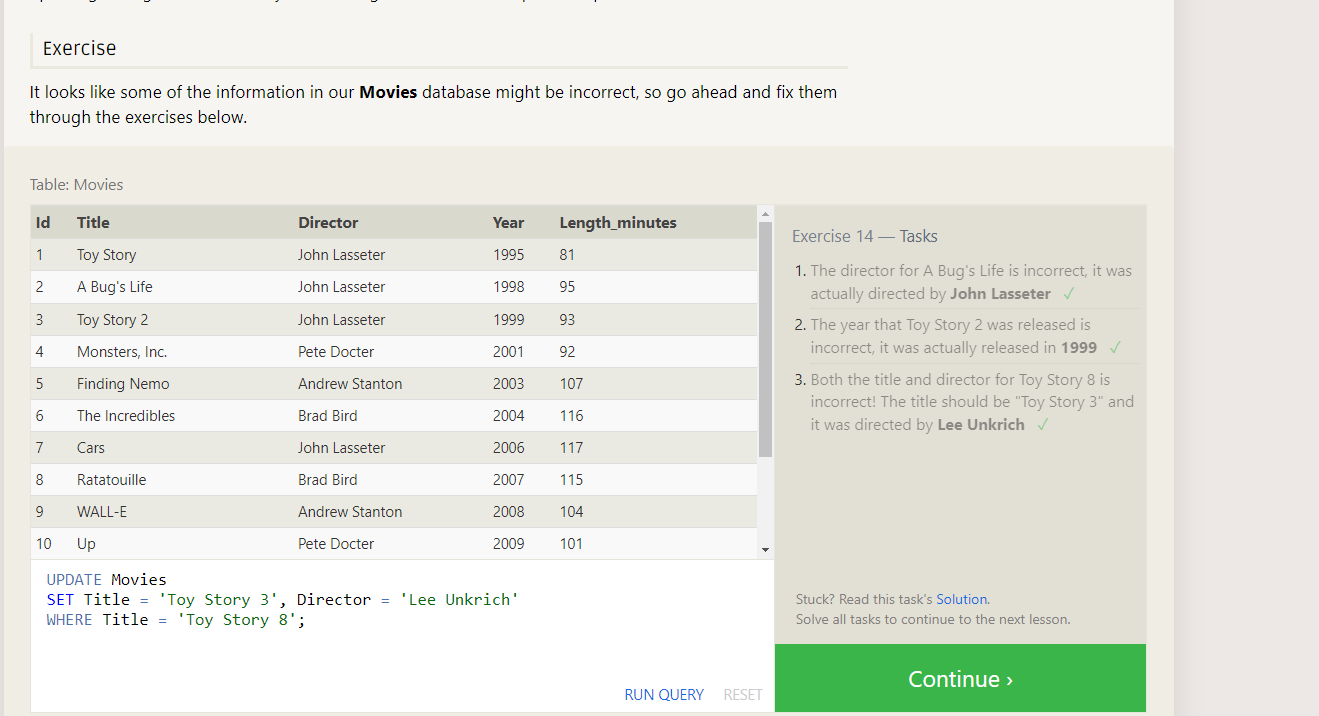 Exercise
It looks like some of the information in our Movies database might be incorrect, so go ahead and fix them
through the exercises below.
Table: Movies
Id Title Director Year Length_minutes
1 Toy Story John Lasseter 1995 81
2 A Bug's Life John Lasseter 1998 95
3 Toy Story 2 John Lasseter 1999 93
4 Monsters, Inc. Pete Docter 2001 92
5 Finding Nemo Andrew Stanton 2003 107
6 The Incredibles Brad Bird 2004 116
7 Cars John Lasseter 2006 117
8 Ratatouille Brad Bird 2007 115
9 WALL-E Andrew Stanton 2008 104
10 Up Pete Docter 2009 101
UPDATE Movies
SET Title = 'Toy Story 3', Director = 'Lee Unkrich'
WHERE Title = 'Toy Story 8';
RUN QUERY RESET
Exercise 14 — Tasks
1. The director for A Bug's Life is incorrect, it was
actually directed by John Lasseter ✓
2. The year that Toy Story 2 was released is
incorrect, it was actually released in 1999 ✓
3. Both the title and director for Toy Story 8 is
incorrect! The title should be "Toy Story 3" and
it was directed by Lee Unkrich ✓
Stuck? Read this task's Solution.
Solve all tasks to continue to the next lesson.
Continue ›